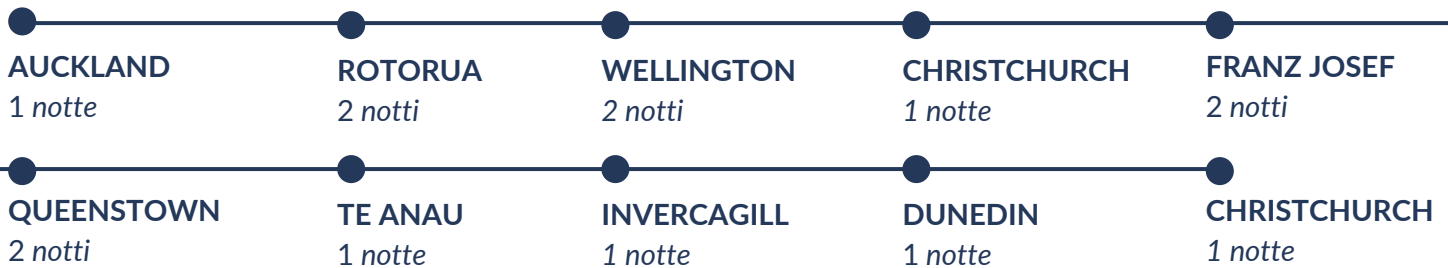 AUCKLAND
1 notte
ROTORUA
2 notti
WELLINGTON
2 notti
CHRISTCHURCH
1 notte
FRANZ JOSEF
2 notti
QUEENSTOWN
2 notti
TE ANAU
1 notte
INVERCAGILL
1 notte
DUNEDIN
1 notte
CHRISTCHURCH
1 notte